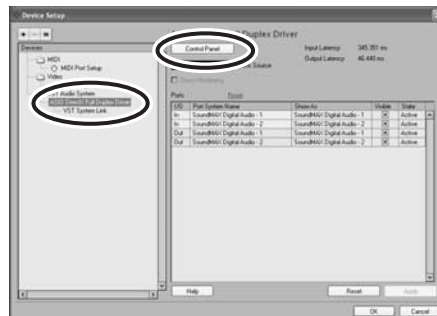 Device Setup
Duplex Driver
Devices
MIDI
MIDI Port Setup
Video
VST Audio System
ASIO DirectX Full Duplex Driver
VST System Link
Control Panel
Input Latency: 345.351 ms
Output Latency: 46.440 ms
Source
Direct Monitoring
Ports Reset
I/O Port System Name Show As Visible State
In SoundMAX Digital Audio - 1 SoundMAX Digital Audio - 1 Active
In SoundMAX Digital Audio - 2 SoundMAX Digital Audio - 2 Active
Out SoundMAX Digital Audio - 1 SoundMAX Digital Audio - 1 Active
Out SoundMAX Digital Audio - 2 SoundMAX Digital Audio - 2 Active
Help Reset Apply
OK Cancel